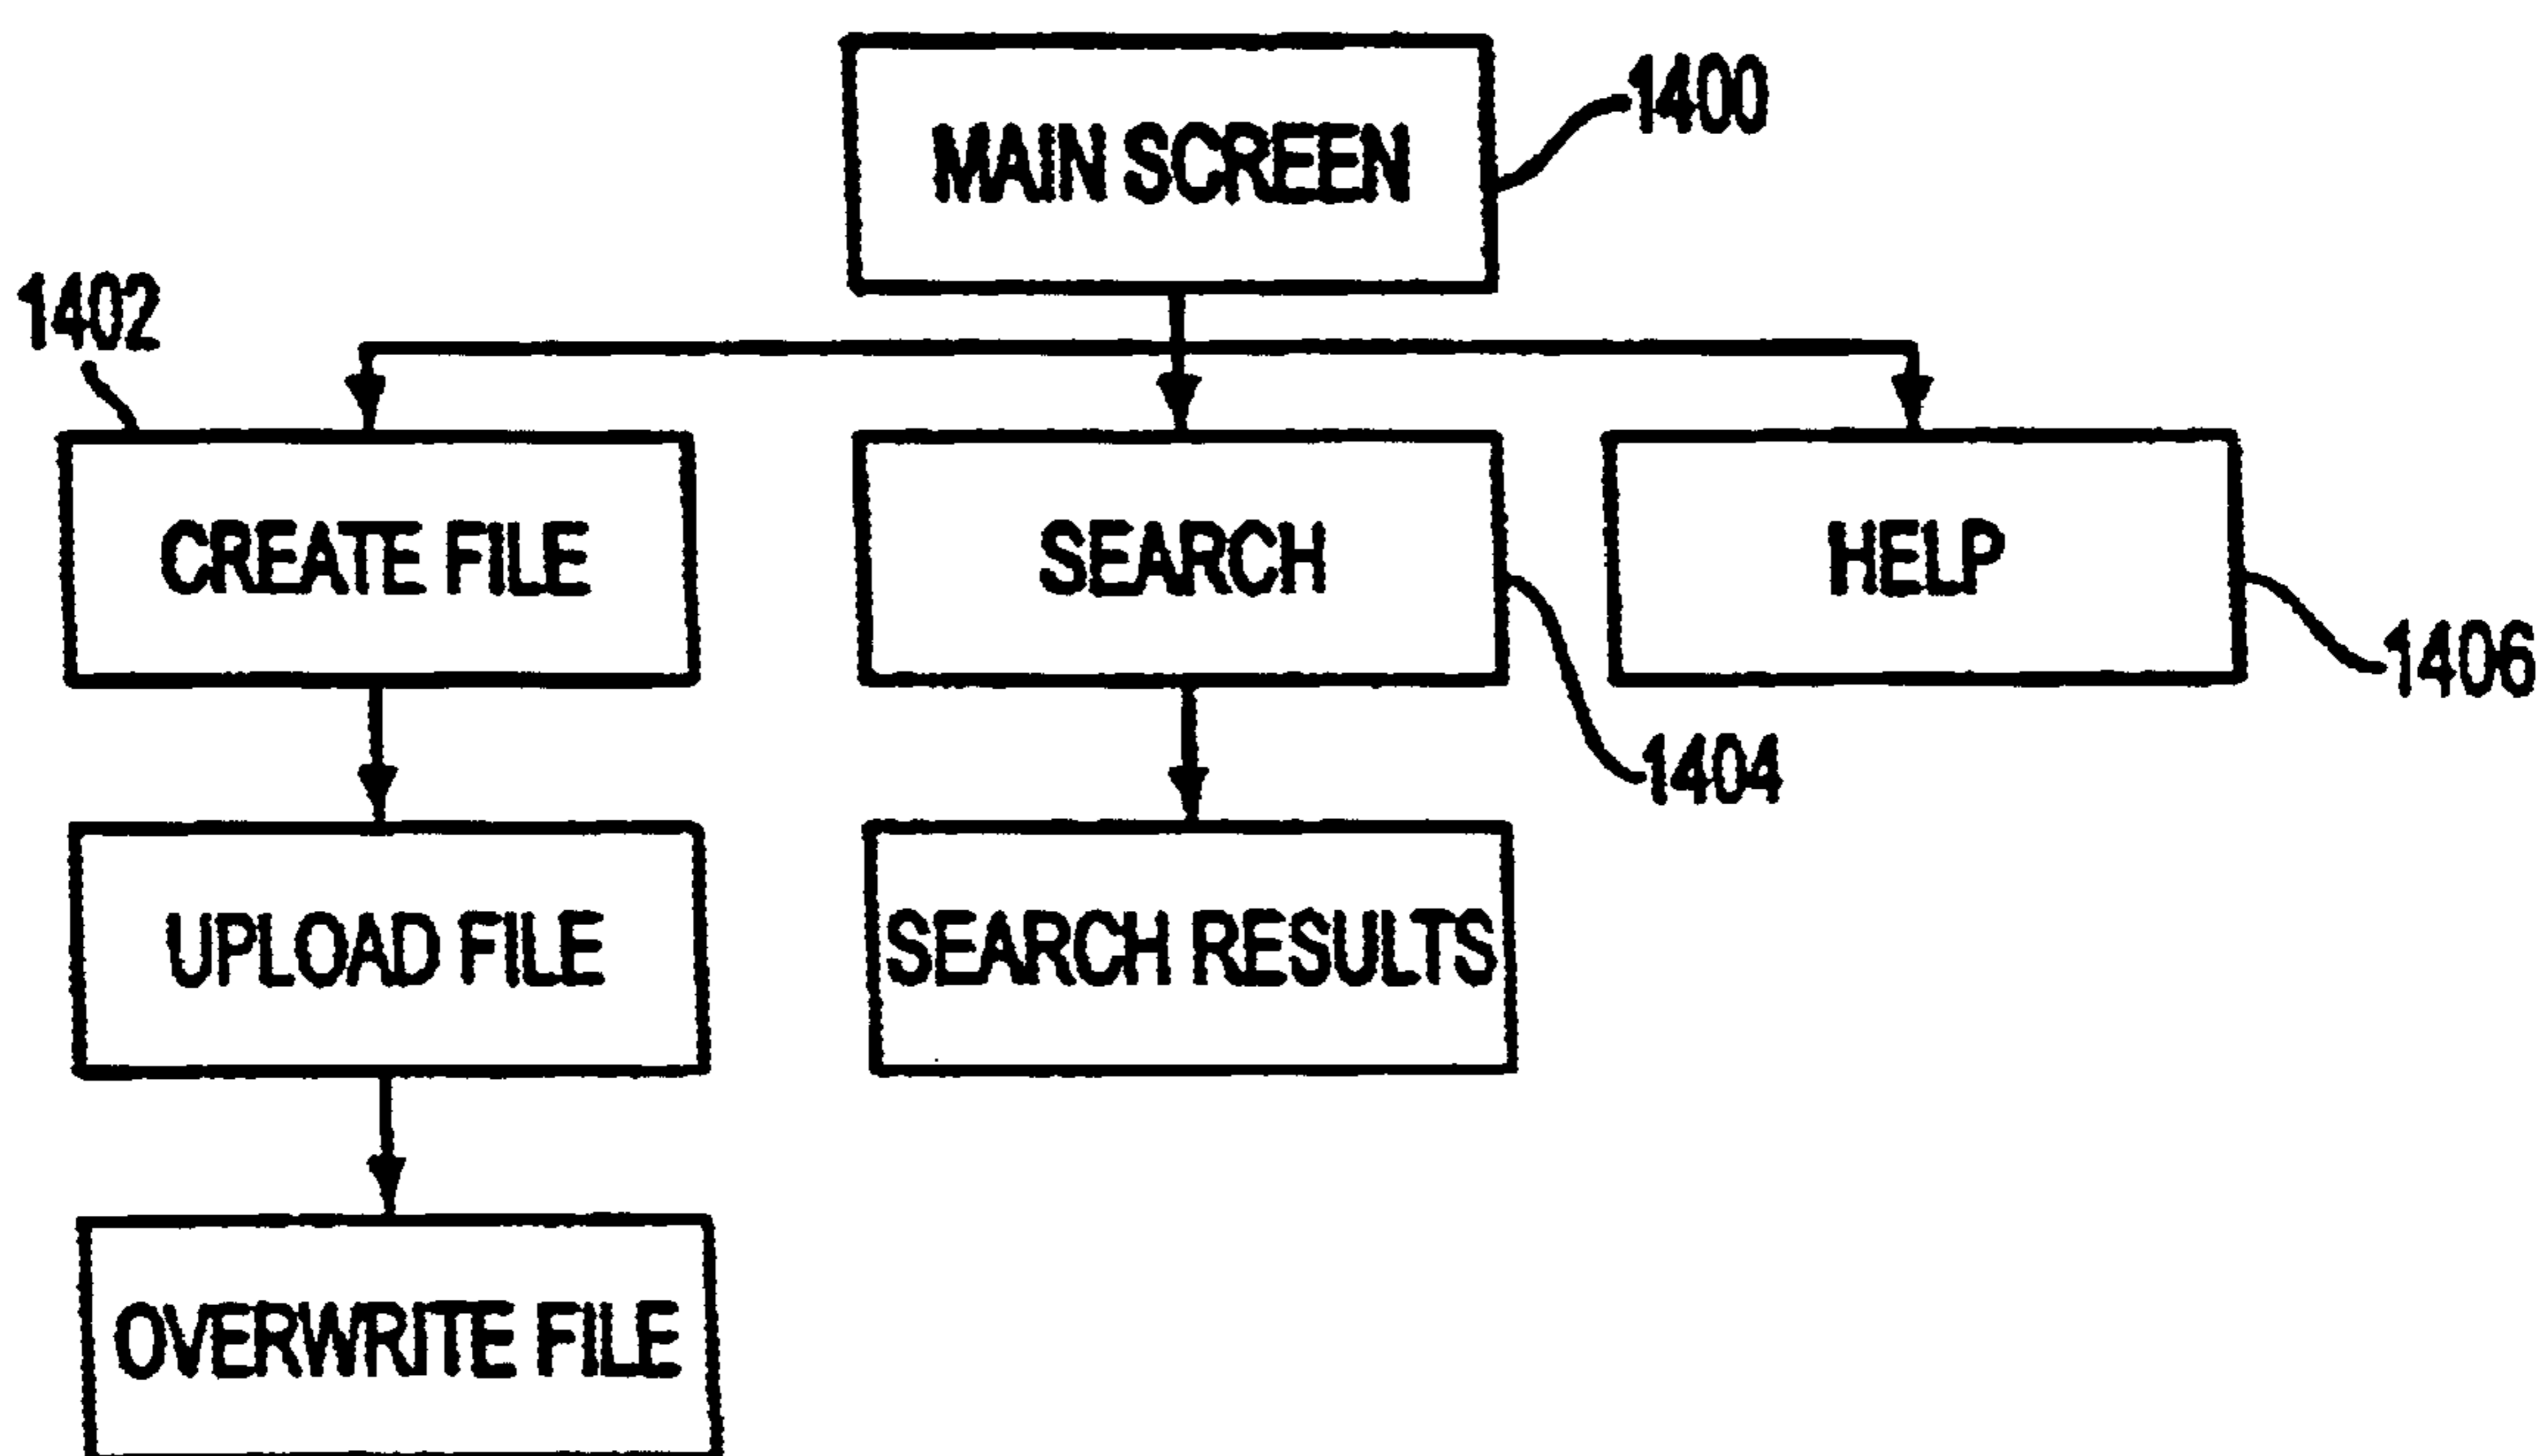 MAIN SCREEN
1400
1402
CREATE FILE
SEARCH
HELP
1406
1404
UPLOAD FILE
SEARCH RESULTS
OVERWRITE FILE